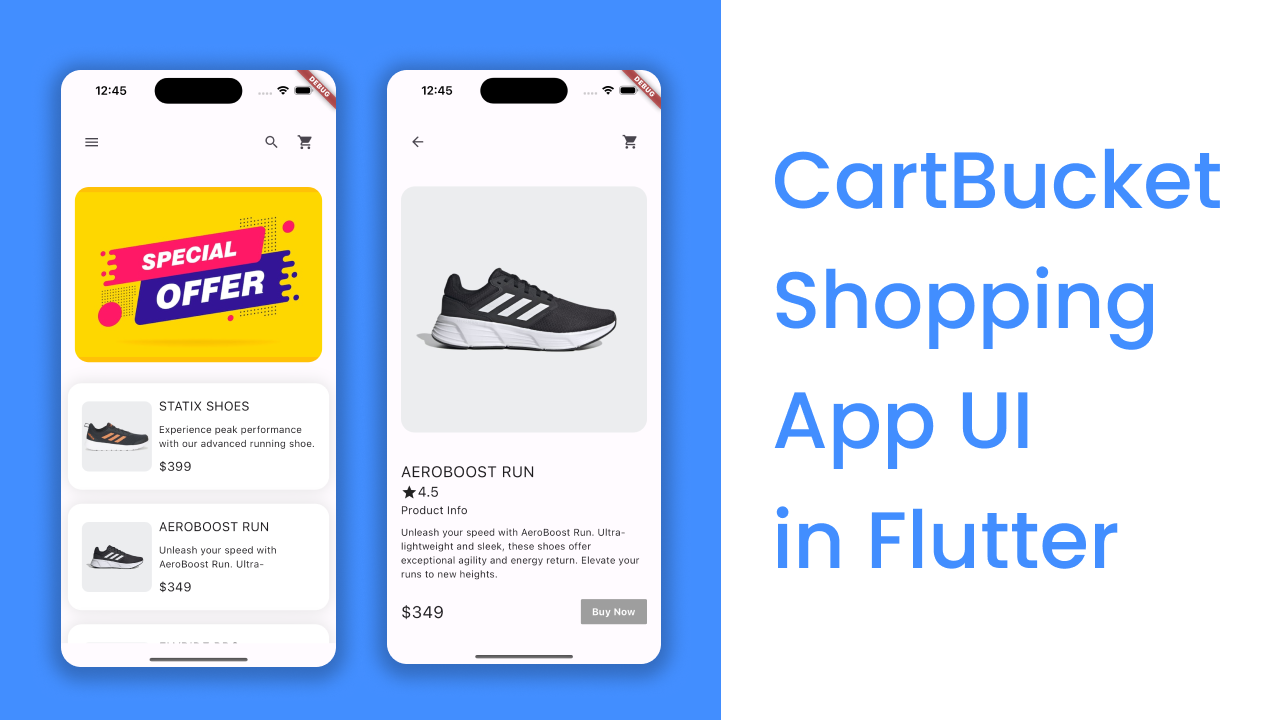 12:45
DEBUG
SPECIAL
OFFER
STATIX SHOES
Experience peak performance
with our advanced running shoe.
$399
AEROBOOST RUN
Unleash your speed with
AeroBoost Run. Ultra-
$349
12:45
DEBUG
AEROBOOST RUN
4.5
Product Info
Unleash your speed with AeroBoost Run. Ultra-
lightweight and sleek, these shoes offer
exceptional agility and energy return. Elevate your
runs to new heights.
$349
Buy Now
CartBucket
Shopping
App UI
in Flutter